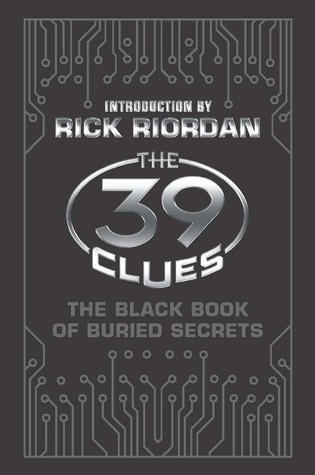 INTRODUCTION BY
RICK RIORDAN
THE
39
CLUES
THE BLACK BOOK
OF BURIED SECRETS